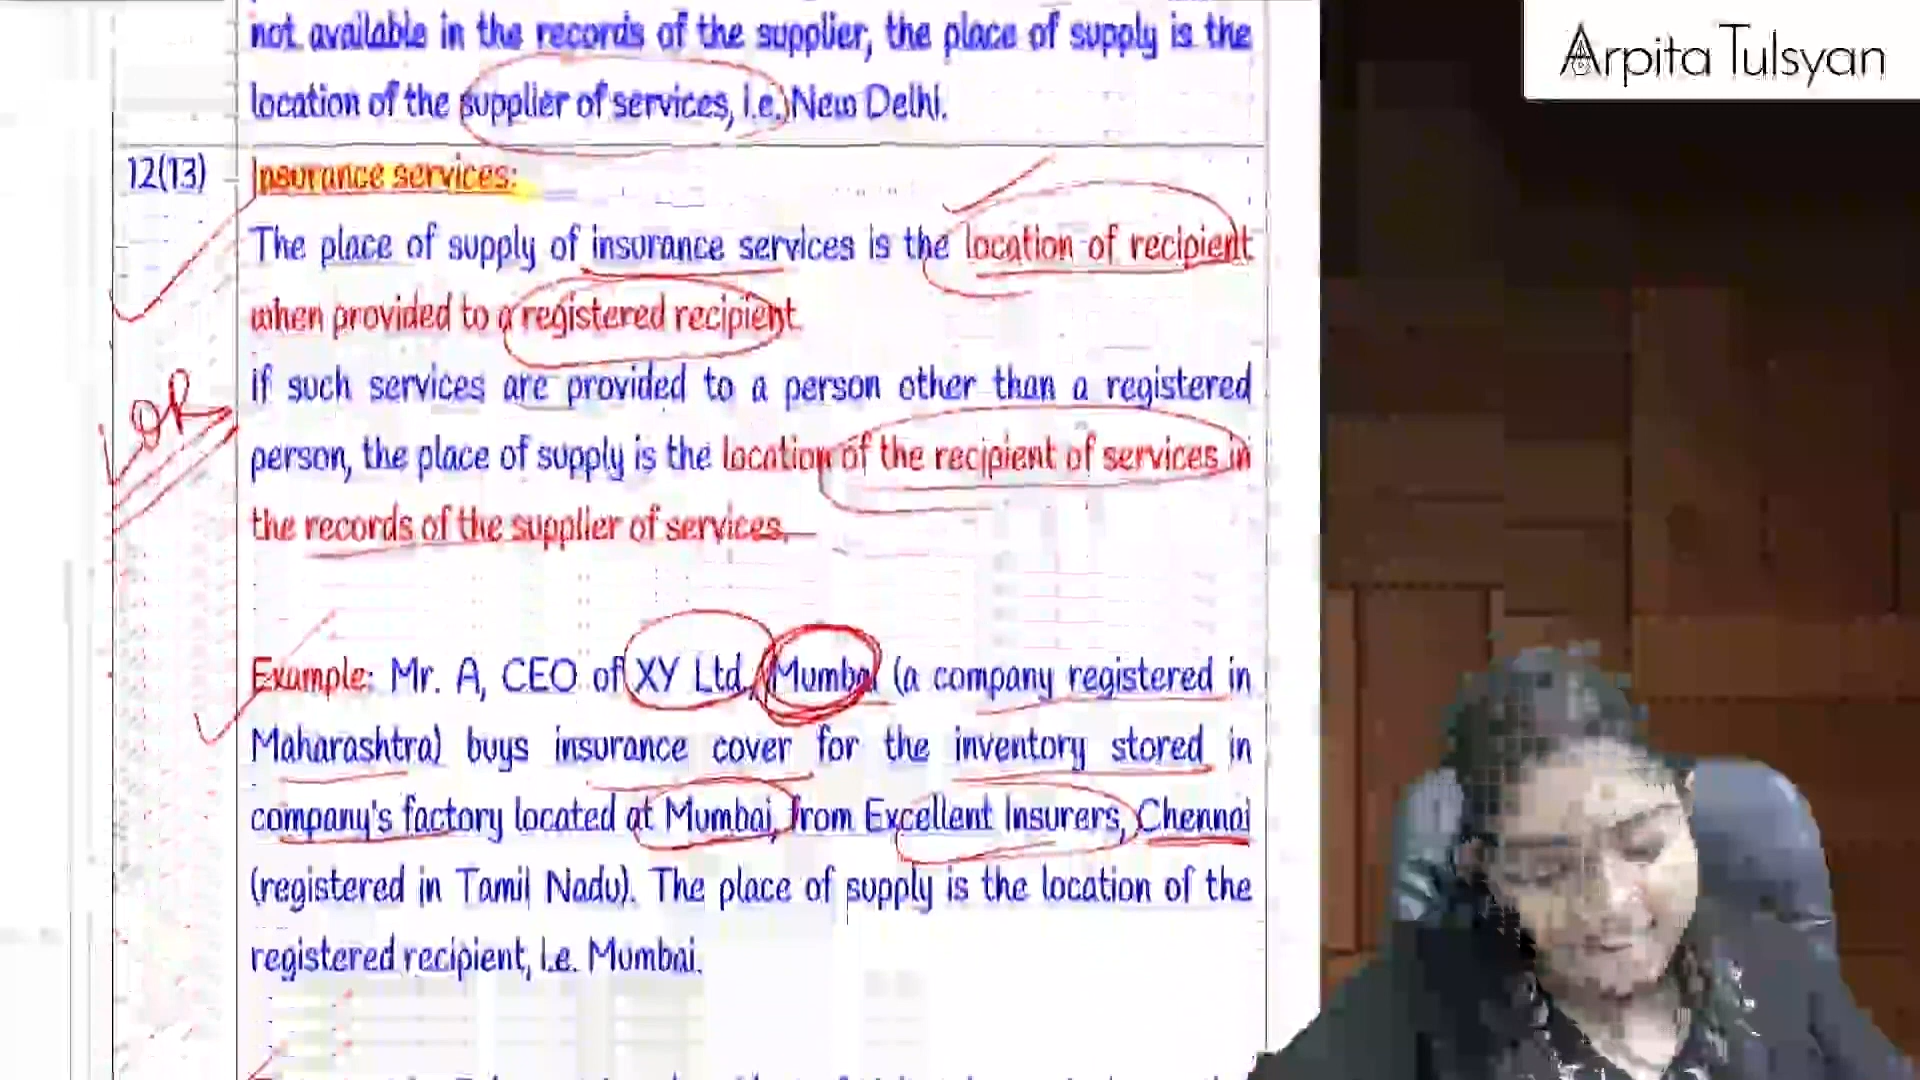 not available in the records of the supplier, the place of supply is the
Arpita Tulsyan
location of the supplier of services, i.e. New Delhi.
12(13)
Insurance services:
The place of supply of insurance services is the location of recipient
when provided to a registered recipient.
if such services are provided to a person other than a registered
person, the place of supply is the location of the recipient of services in
the records of the supplier of services.
Example: Mr. A, CEO of XY Ltd, Mumbai (a company registered in
Maharashtra) buys insurance cover for the inventory stored in
company's factory located at Mumbai, from Excellent Insurers, Chennai
(registered in Tamil Nadu). The place of supply is the location of the
registered recipient, i.e. Mumbai.